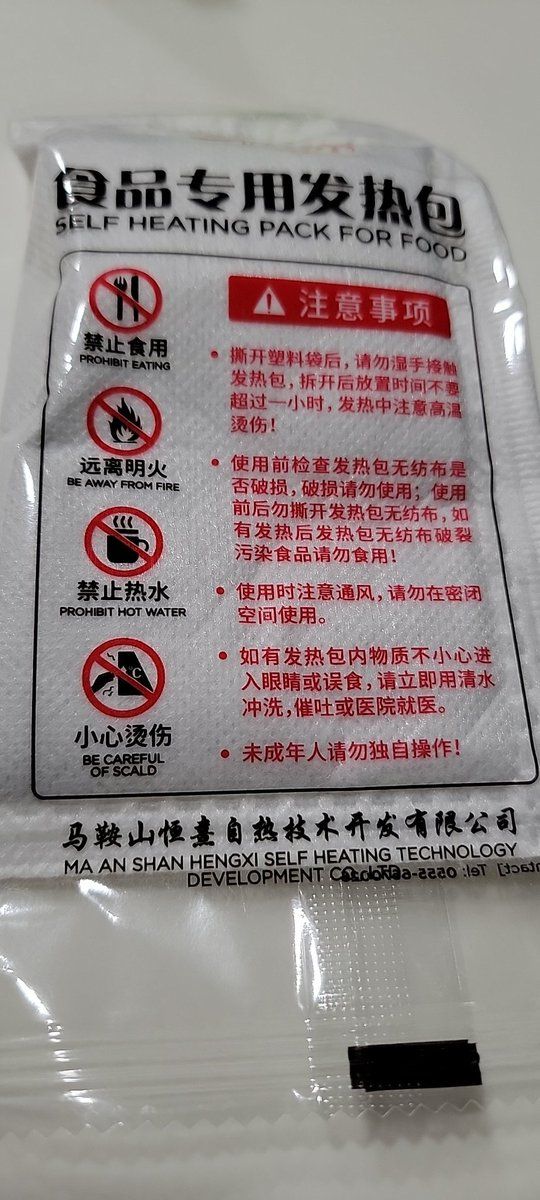 食品专用发热包
SELF HEATING PACK FOR FOOD
禁止食用
PROHIBIT EATING
远离明火
BE AWAY FROM FIRE
禁止热水
PROHIBIT HOT WATER
小心烫伤
BE CAREFUL
OF SCALD
注意事项
• 撕开塑料袋后，请勿湿手接触
发热包，拆开后放置时间不要
超过一小时，发热中注意高温
烫伤！
• 使用前检查发热包无纺布是
否破损，破损请勿使用；使用
前后勿撕开发热包无纺布，如
有发热后发热包无纺布破裂
污染食品请勿食用！
• 使用时注意通风，请勿在密闭
空间使用。
• 如有发热包内物质不小心进
入眼睛或误食，请立即用清水
冲洗，催吐或医院就医。
• 未成年人请勿独自操作！
马鞍山恒熹自热技术开发有限公司
MA AN SHAN HENGXI SELF HEATING TECHNOLOGY
DEVELOPMENT